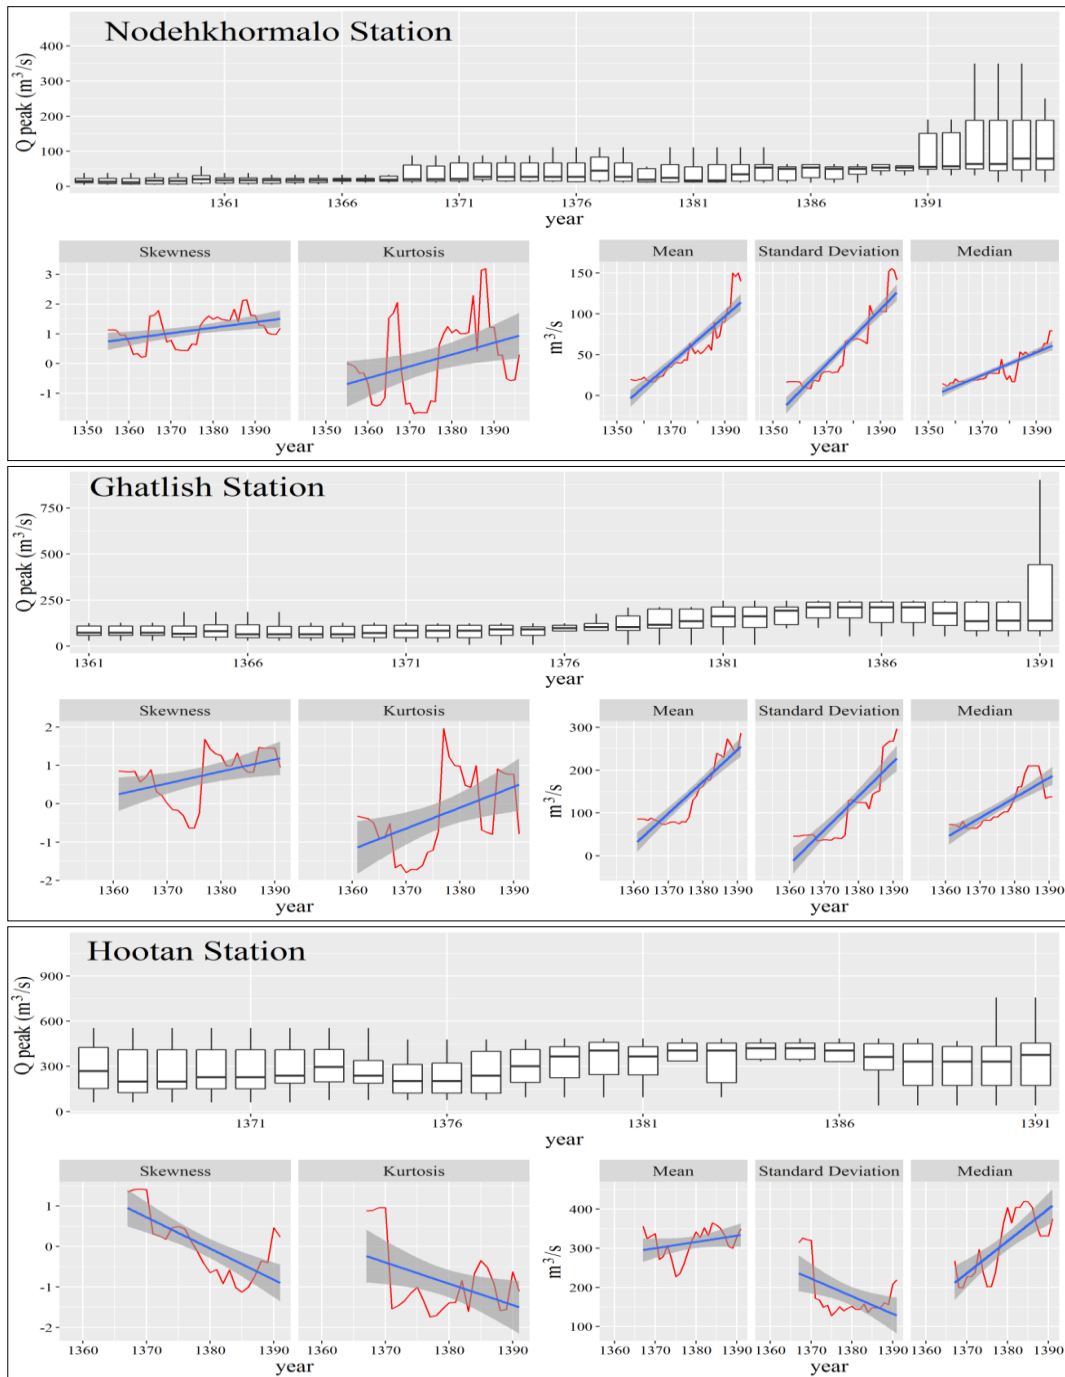 Nodehkhormalo Station
Q peak (m³/s)
400
300
200
100
0
1361 1366 1371 1376 1381 1386 1391
year
Skewness Kurtosis
3
2
1
0
-1
1350 1360 1370 1380 1390 1350 1360 1370 1380 1390
year
Mean Standard Deviation Median
m³/s
150
100
50
0
1350 1370 1390 1350 1370 1390 1350 1370 1390
year
Ghatlish Station
Q peak (m³/s)
750
500
250
0
1361 1366 1371 1376 1381 1386 1391
year
Skewness Kurtosis
2
1
0
-1
-2
1360 1370 1380 1390 1360 1370 1380 1390
year
Mean Standard Deviation Median
m³/s
300
200
100
0
1360 1370 1380 1390 1360 1370 1380 1390 1360 1370 1380 1390
year
Hootan Station
Q peak (m³/s)
900
600
300
0
1371 1376 1381 1386 1391
year
Skewness Kurtosis
1
0
-1
-2
1360 1370 1380 1390 1360 1370 1380 1390
year
Mean Standard Deviation Median
m³/s
400
300
200
100
1360 1370 1380 1390 1360 1370 1380 1390 1360 1370 1380 1390
year